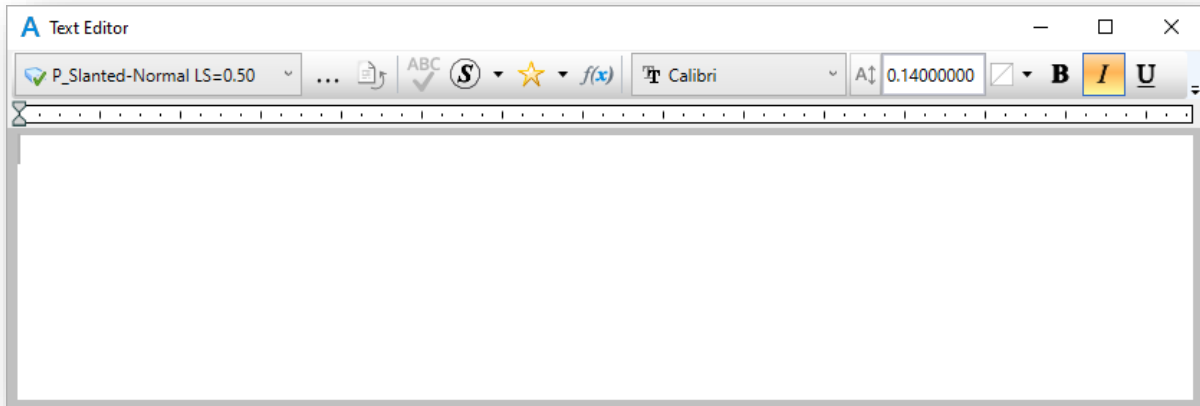 A Text Editor
P_Slanted-Normal LS=0.50 ... ABC S f(x) Calibri A 0.14000000 B I U